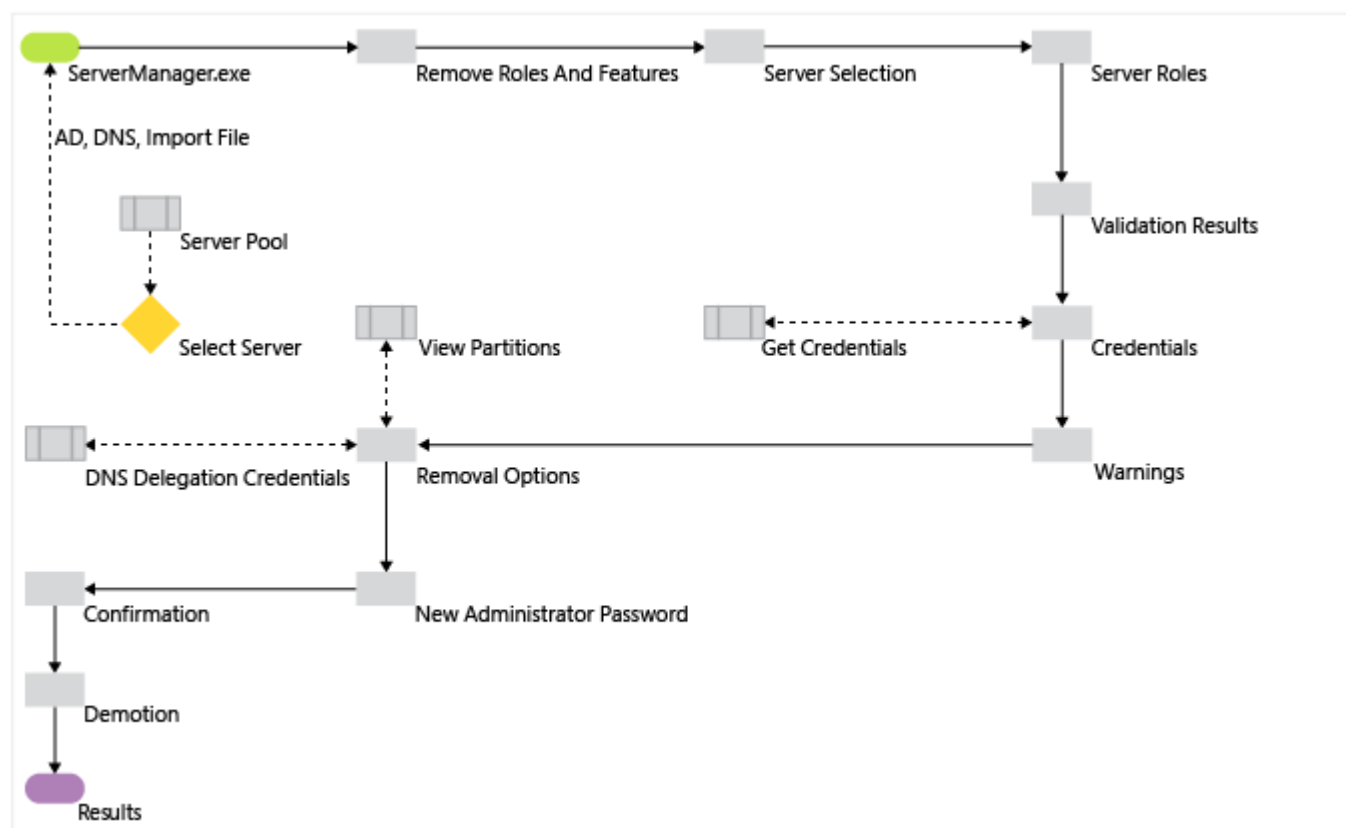 ServerManager.exe
Remove Roles And Features
Server Selection
Server Roles
AD, DNS, Import File
Server Pool
Validation Results
Select Server
View Partitions
Get Credentials
Credentials
DNS Delegation Credentials
Removal Options
Warnings
Confirmation
New Administrator Password
Demotion
Results